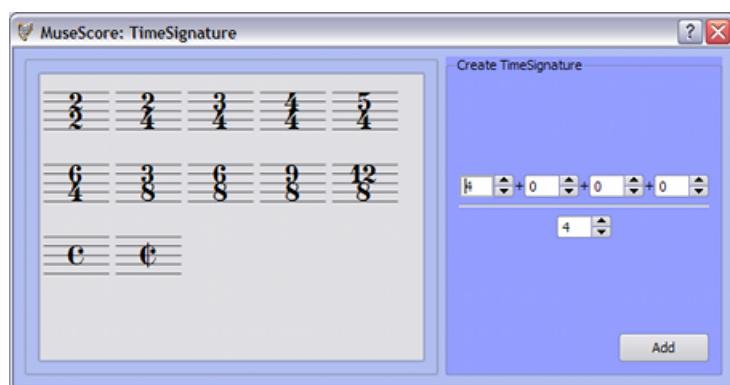 MuseScore: TimeSignature
Create TimeSignature
2 2 3 4 5
2 4 4 4 4
6 3 6 9 12
4 8 8 8 8
4 + 0 + 0 + 0
4
Add